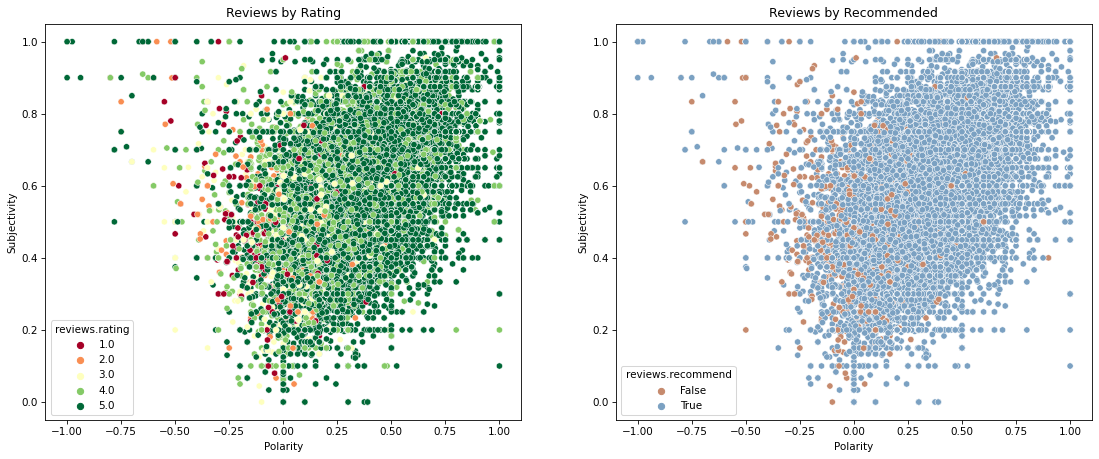 Reviews by Rating
1.0
0.8
0.6
0.4
0.2
0.0
Subjectivity
reviews.rating
1.0
2.0
3.0
4.0
5.0
−1.00 −0.75 −0.50 −0.25 0.00 0.25 0.50 0.75 1.00
Polarity
Reviews by Recommended
1.0
0.8
0.6
0.4
0.2
0.0
Subjectivity
reviews.recommend
False
True
−1.00 −0.75 −0.50 −0.25 0.00 0.25 0.50 0.75 1.00
Polarity